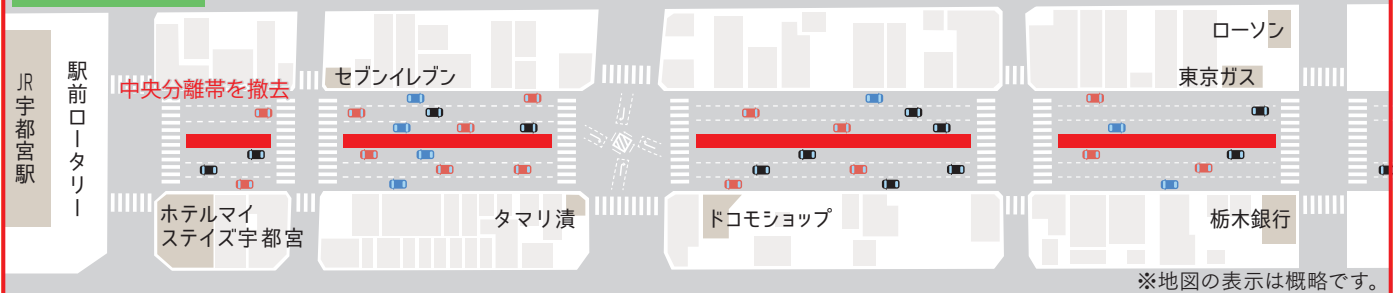 JR宇都宮駅
駅前ロータリー
中央分離帯を撤去
セブンイレブン
ローソン
東京ガス
ホテルマイ
ステイズ宇都宮
タマリ漬
ドコモショップ
栃木銀行
※地図の表示は概略です。